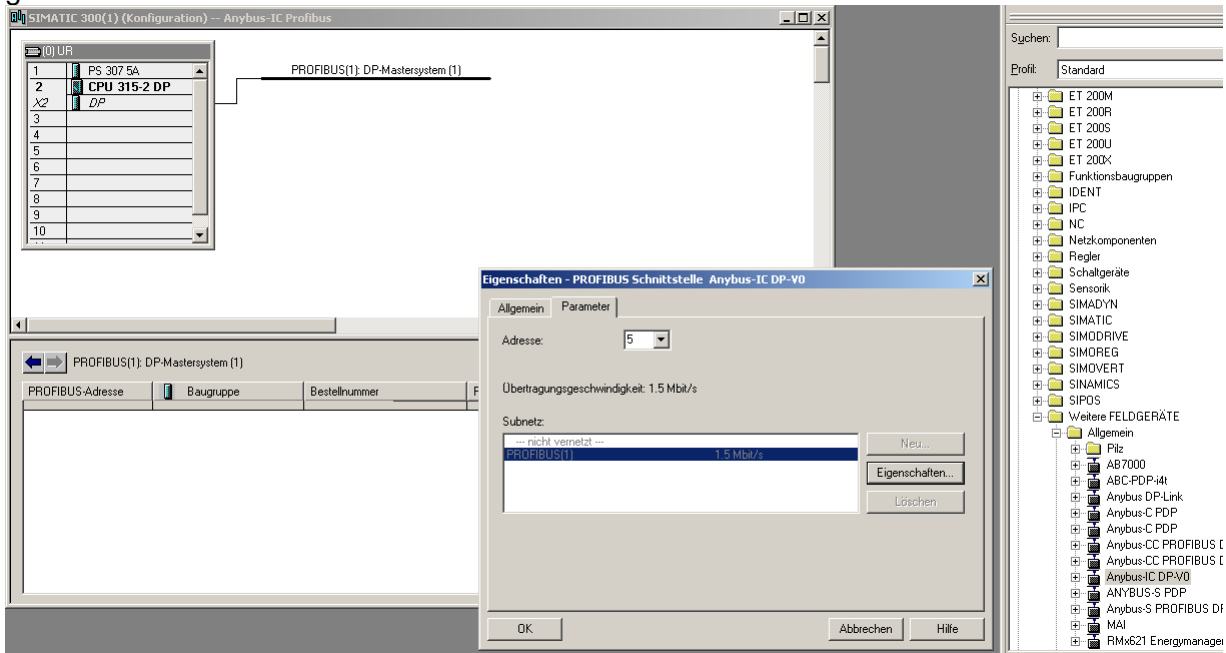 SIMATIC 300(1) (Konfiguration) -- Anybus-IC Profibus
(0) UR
1 PS 307 5A
2 CPU 315-2 DP
X2 DP
3
4
5
6
7
8
9
10
PROFIBUS(1): DP-Mastersystem (1)
PROFIBUS(1): DP-Mastersystem (1)
PROFIBUS-Adresse Baugruppe Bestellnummer
Eigenschaften - PROFIBUS Schnittstelle Anybus-IC DP-V0
Allgemein Parameter
Adresse: 5
Übertragungsgeschwindigkeit: 1.5 Mbit/s
Subnetz:
--- nicht vernetzt ---
PROFIBUS(1) 1.5 Mbit/s
Neu...
Eigenschaften...
Löschen
OK Abbrechen Hilfe
Suchen:
Profil: Standard
ET 200M
ET 200R
ET 200S
ET 200U
ET 200X
Funktionsbaugruppen
IDENT
IPC
NC
Netzkomponenten
Regler
Schaltgeräte
Sensorik
SIMADYN
SIMATIC
SIMODRIVE
SIMOREG
SIMOVERT
SINAMICS
SIPOS
Weitere FELDGERÄTE
Allgemein
Pilz
AB7000
ABC-PDP-i4t
Anybus DP-Link
Anybus-C PDP
Anybus-C PDP
Anybus-CC PROFIBUS D
Anybus-CC PROFIBUS D
Anybus-IC DP-V0
ANYBUS-S PDP
Anybus-S PROFIBUS DP
MAI
RMx621 Energymanager